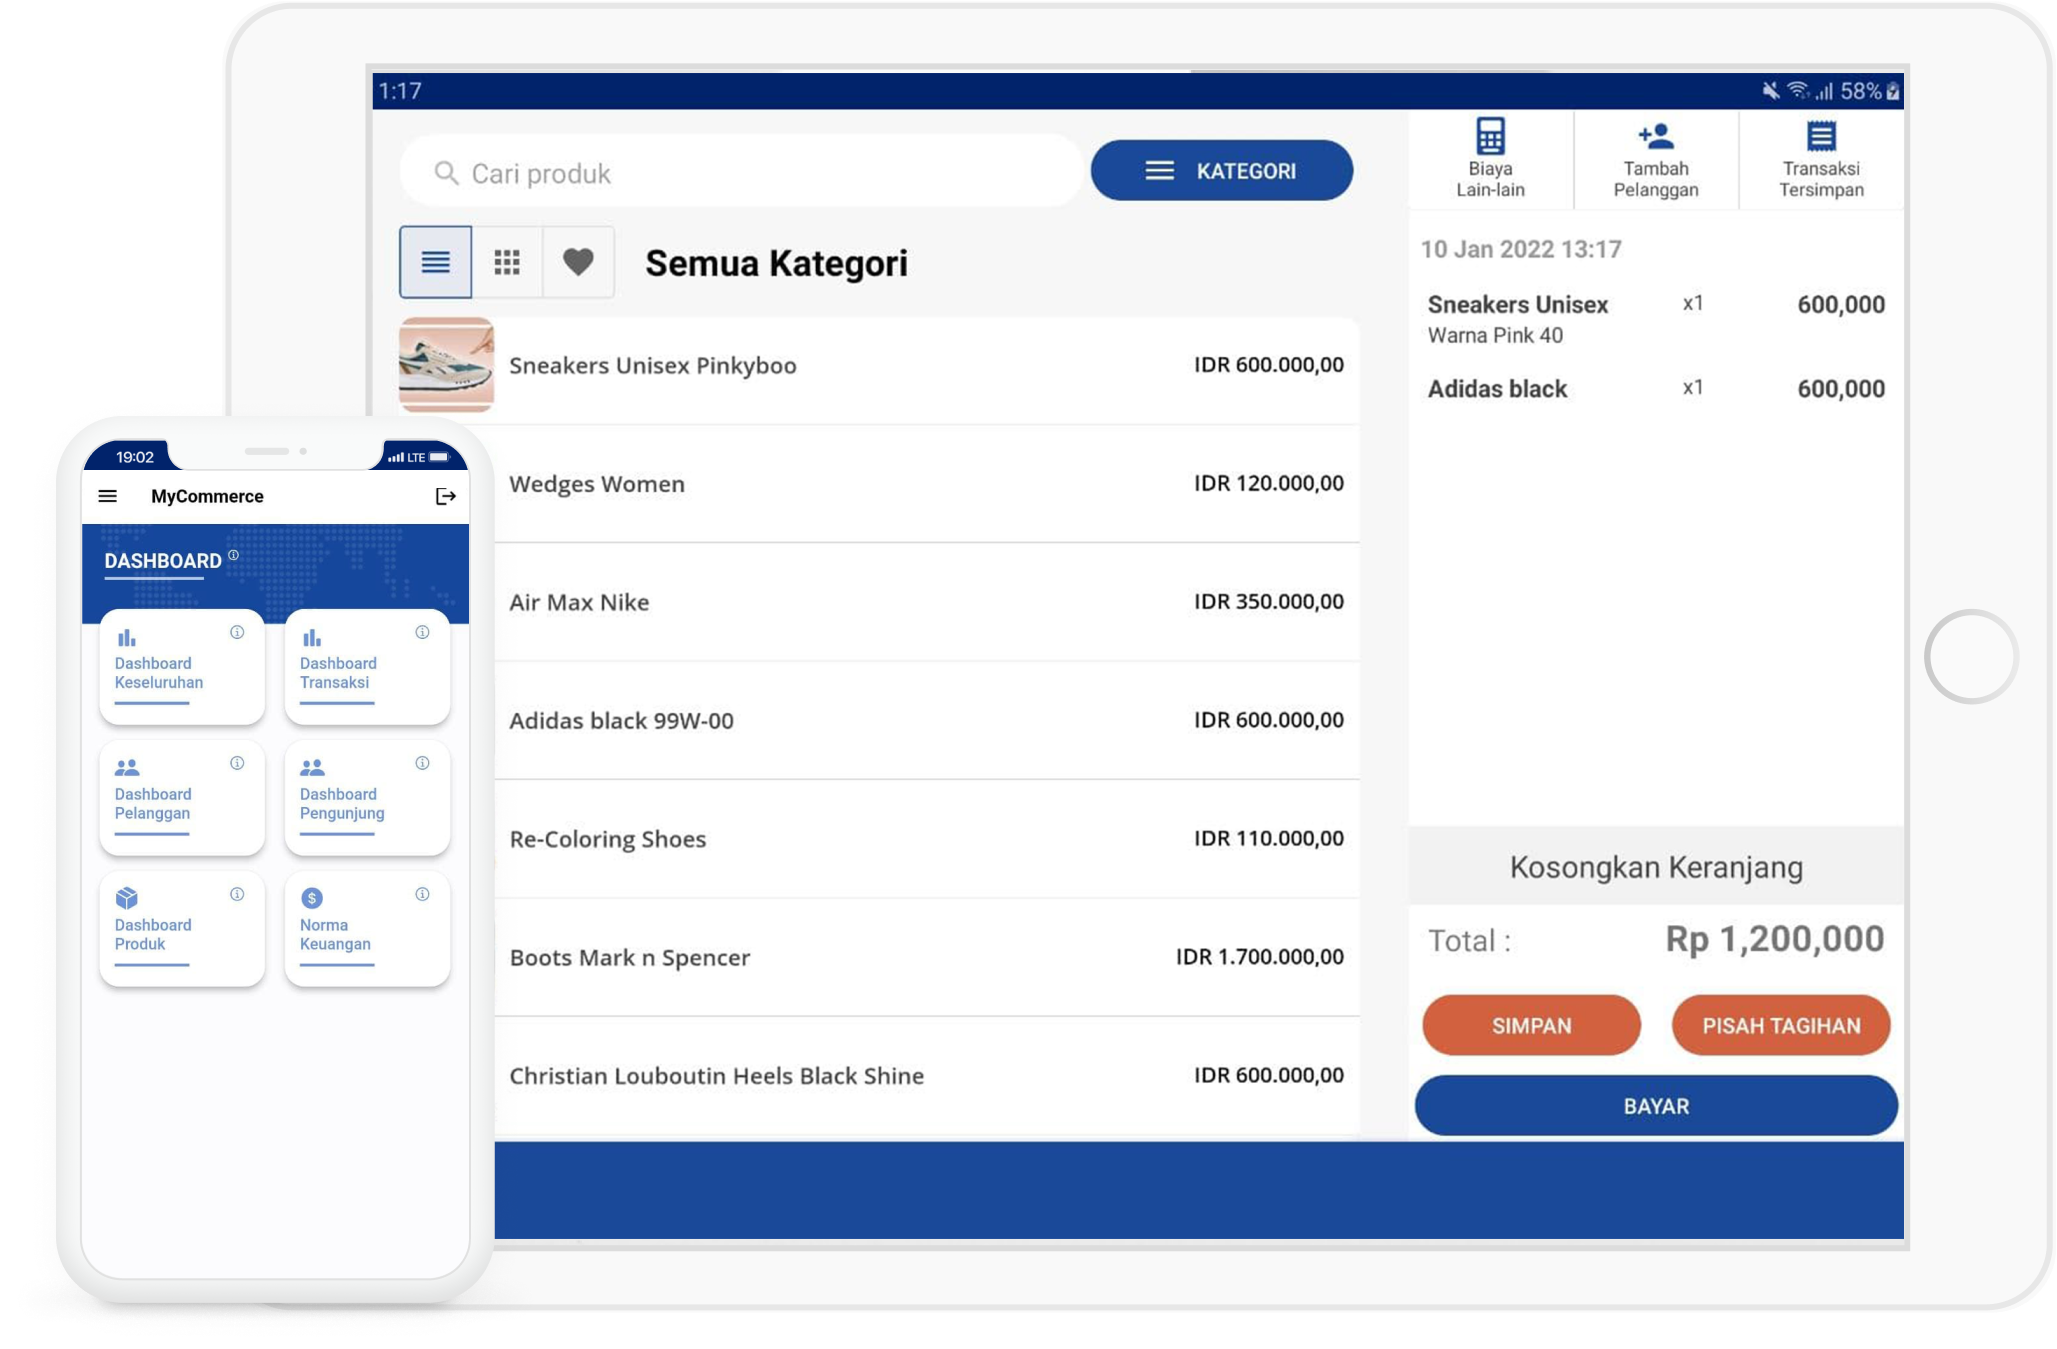 1:17
58%
Cari produk
KATEGORI
Semua Kategori
Sneakers Unisex Pinkyboo IDR 600.000,00
Wedges Women IDR 120.000,00
Air Max Nike IDR 350.000,00
Adidas black 99W-00 IDR 600.000,00
Re-Coloring Shoes IDR 110.000,00
Boots Mark n Spencer IDR 1.700.000,00
Christian Louboutin Heels Black Shine IDR 600.000,00
Biaya
Lain-lain
Tambah
Pelanggan
Transaksi
Tersimpan
10 Jan 2022 13:17
Sneakers Unisex x1 600,000
Warna Pink 40
Adidas black x1 600,000
Kosongkan Keranjang
Total : Rp 1,200,000
SIMPAN
PISAH TAGIHAN
BAYAR
19:02
LTE
MyCommerce
DASHBOARD
Dashboard
Keseluruhan
Dashboard
Transaksi
Dashboard
Pelanggan
Dashboard
Pengunjung
Dashboard
Produk
Norma
Keuangan